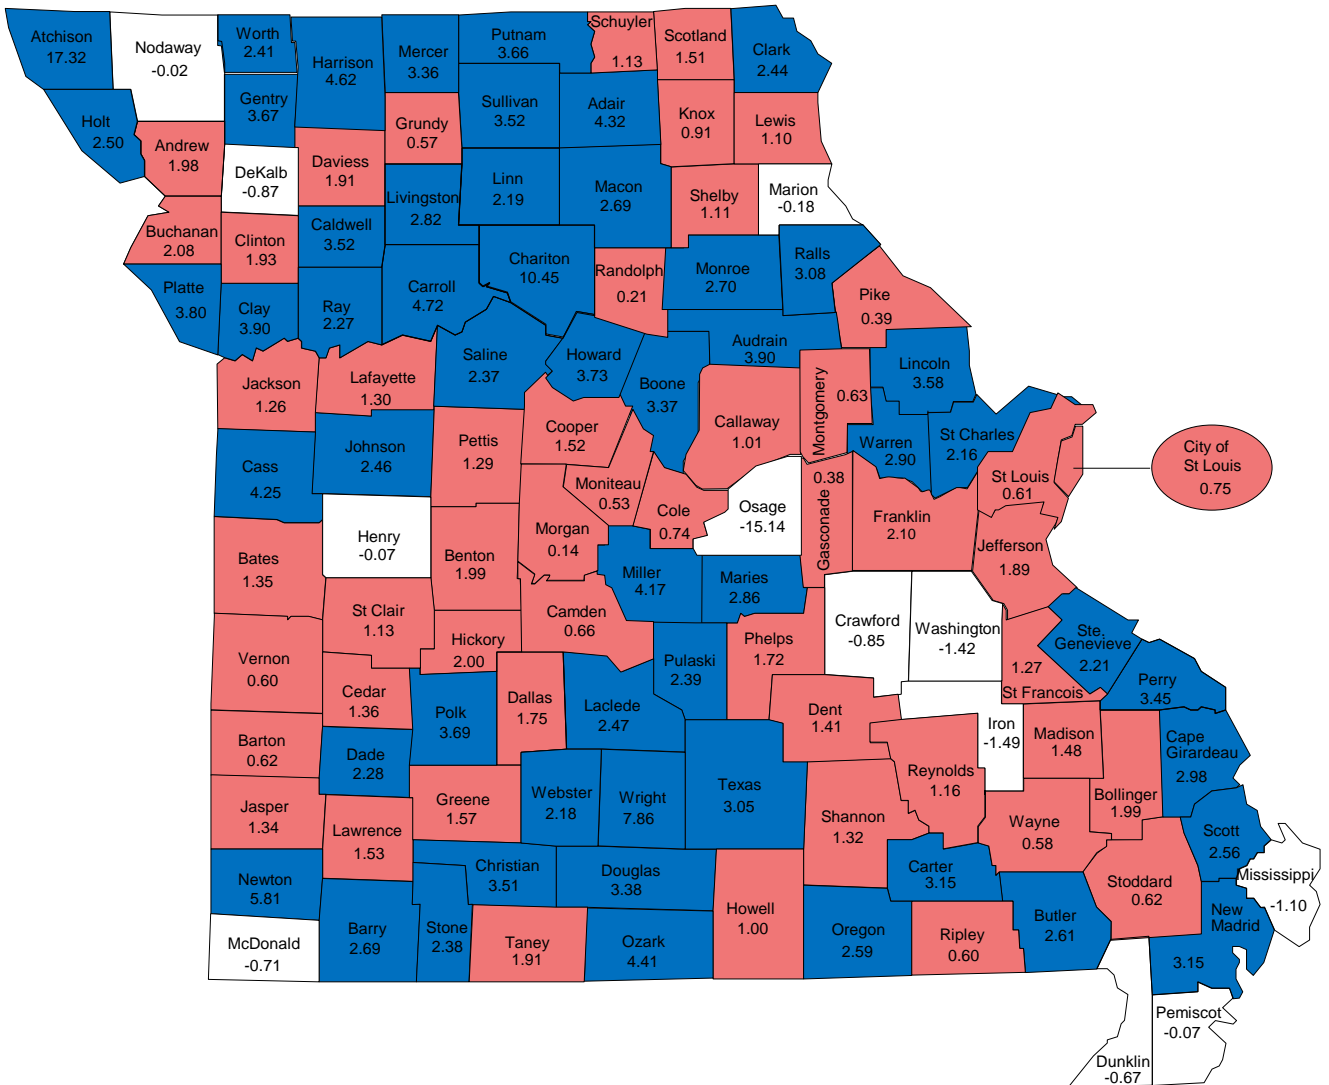 Atchison
17.32
Nodaway
-0.02
Worth
2.41
Harrison
4.62
Mercer
3.36
Putnam
3.66
Schuyler
1.13
Scotland
1.51
Clark
2.44
Holt
2.50
Andrew
1.98
Gentry
3.67
DeKalb
-0.87
Daviess
1.91
Grundy
0.57
Sullivan
3.52
Adair
4.32
Knox
0.91
Lewis
1.10
Livingston
2.82
Linn
2.19
Macon
2.69
Shelby
1.11
Marion
-0.18
Buchanan
2.08
Clinton
1.93
Caldwell
3.52
Platte
3.80
Clay
3.90
Ray
2.27
Carroll
4.72
Chariton
10.45
Randolph
0.21
Monroe
2.70
Ralls
3.08
Pike
0.39
Jackson
1.26
Lafayette
1.30
Saline
2.37
Howard
3.73
Boone
3.37
Audrain
3.90
Callaway
1.01
Montgomery
0.63
Lincoln
3.58
Warren
2.90
St Charles
2.16
St Louis
0.61
City of
St Louis
0.75
Cass
4.25
Johnson
2.46
Pettis
1.29
Cooper
1.52
Moniteau
0.53
Cole
0.74
Osage
-15.14
Gasconade
0.38
Franklin
2.10
Jefferson
1.89
Henry
-0.07
Bates
1.35
Benton
1.99
Morgan
0.14
Miller
4.17
Maries
2.86
St Clair
1.13
Hickory
2.00
Camden
0.66
Pulaski
2.39
Phelps
1.72
Crawford
-0.85
Washington
-1.42
1.27
St Francois
Ste.
Genevieve
2.21
Perry
3.45
Vernon
0.60
Cedar
1.36
Polk
3.69
Dallas
1.75
Laclede
2.47
Dent
1.41
Iron
-1.49
Madison
1.48
Cape
Girardeau
2.98
Barton
0.62
Dade
2.28
Greene
1.57
Webster
2.18
Wright
7.86
Texas
3.05
Reynolds
1.16
Shannon
1.32
Wayne
0.58
Bollinger
1.99
Scott
2.56
Jasper
1.34
Lawrence
1.53
Christian
3.51
Douglas
3.38
Howell
1.00
Carter
3.15
Stoddard
0.62
Mississippi
-1.10
Newton
5.81
McDonald
-0.71
Barry
2.69
Stone
2.38
Taney
1.91
Ozark
4.41
Oregon
2.59
Ripley
0.60
Butler
2.61
New
Madrid
3.15
Pemiscot
-0.07
Dunklin
-0.67